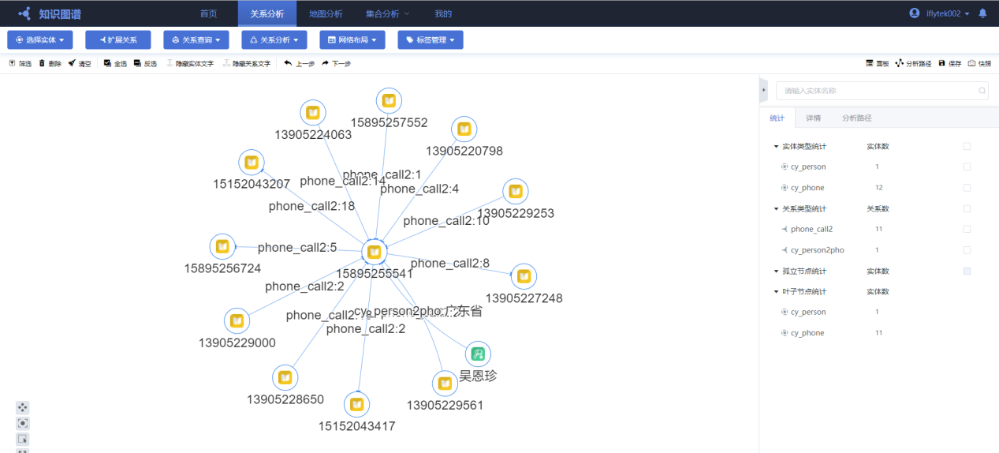 知识图谱
首页
关系分析
地图分析
集合分析
我的
iflytek002
选择实体
扩展关系
关系查询
关系分析
网络布局
标签管理
筛选
删除
清空
全选
反选
隐藏实体文字
隐藏关系文字
上一步
下一步
面板
分析路径
保存
快照
15895257552
13905224063
13905220798
15152043207
phone_call2:1
phone_call2:14
phone_call2:4
phone_call2:18
13905229253
phone_call2:10
phone_call2:5
15895256724
phone_call2:8
15895255541
phone_call2:2
13905227248
cy_person2pho:广东省
phone_call2:
phone_call2:2
13905229000
吴恩珍
13905228650
13905229561
15152043417
请输入实体名称
统计
详情
分析路径
实体类型统计 实体数
cy_person 1
cy_phone 12
关系类型统计 关系数
phone_call2 11
cy_person2pho 1
孤立节点统计 实体数
叶子节点统计 实体数
cy_person 1
cy_phone 11